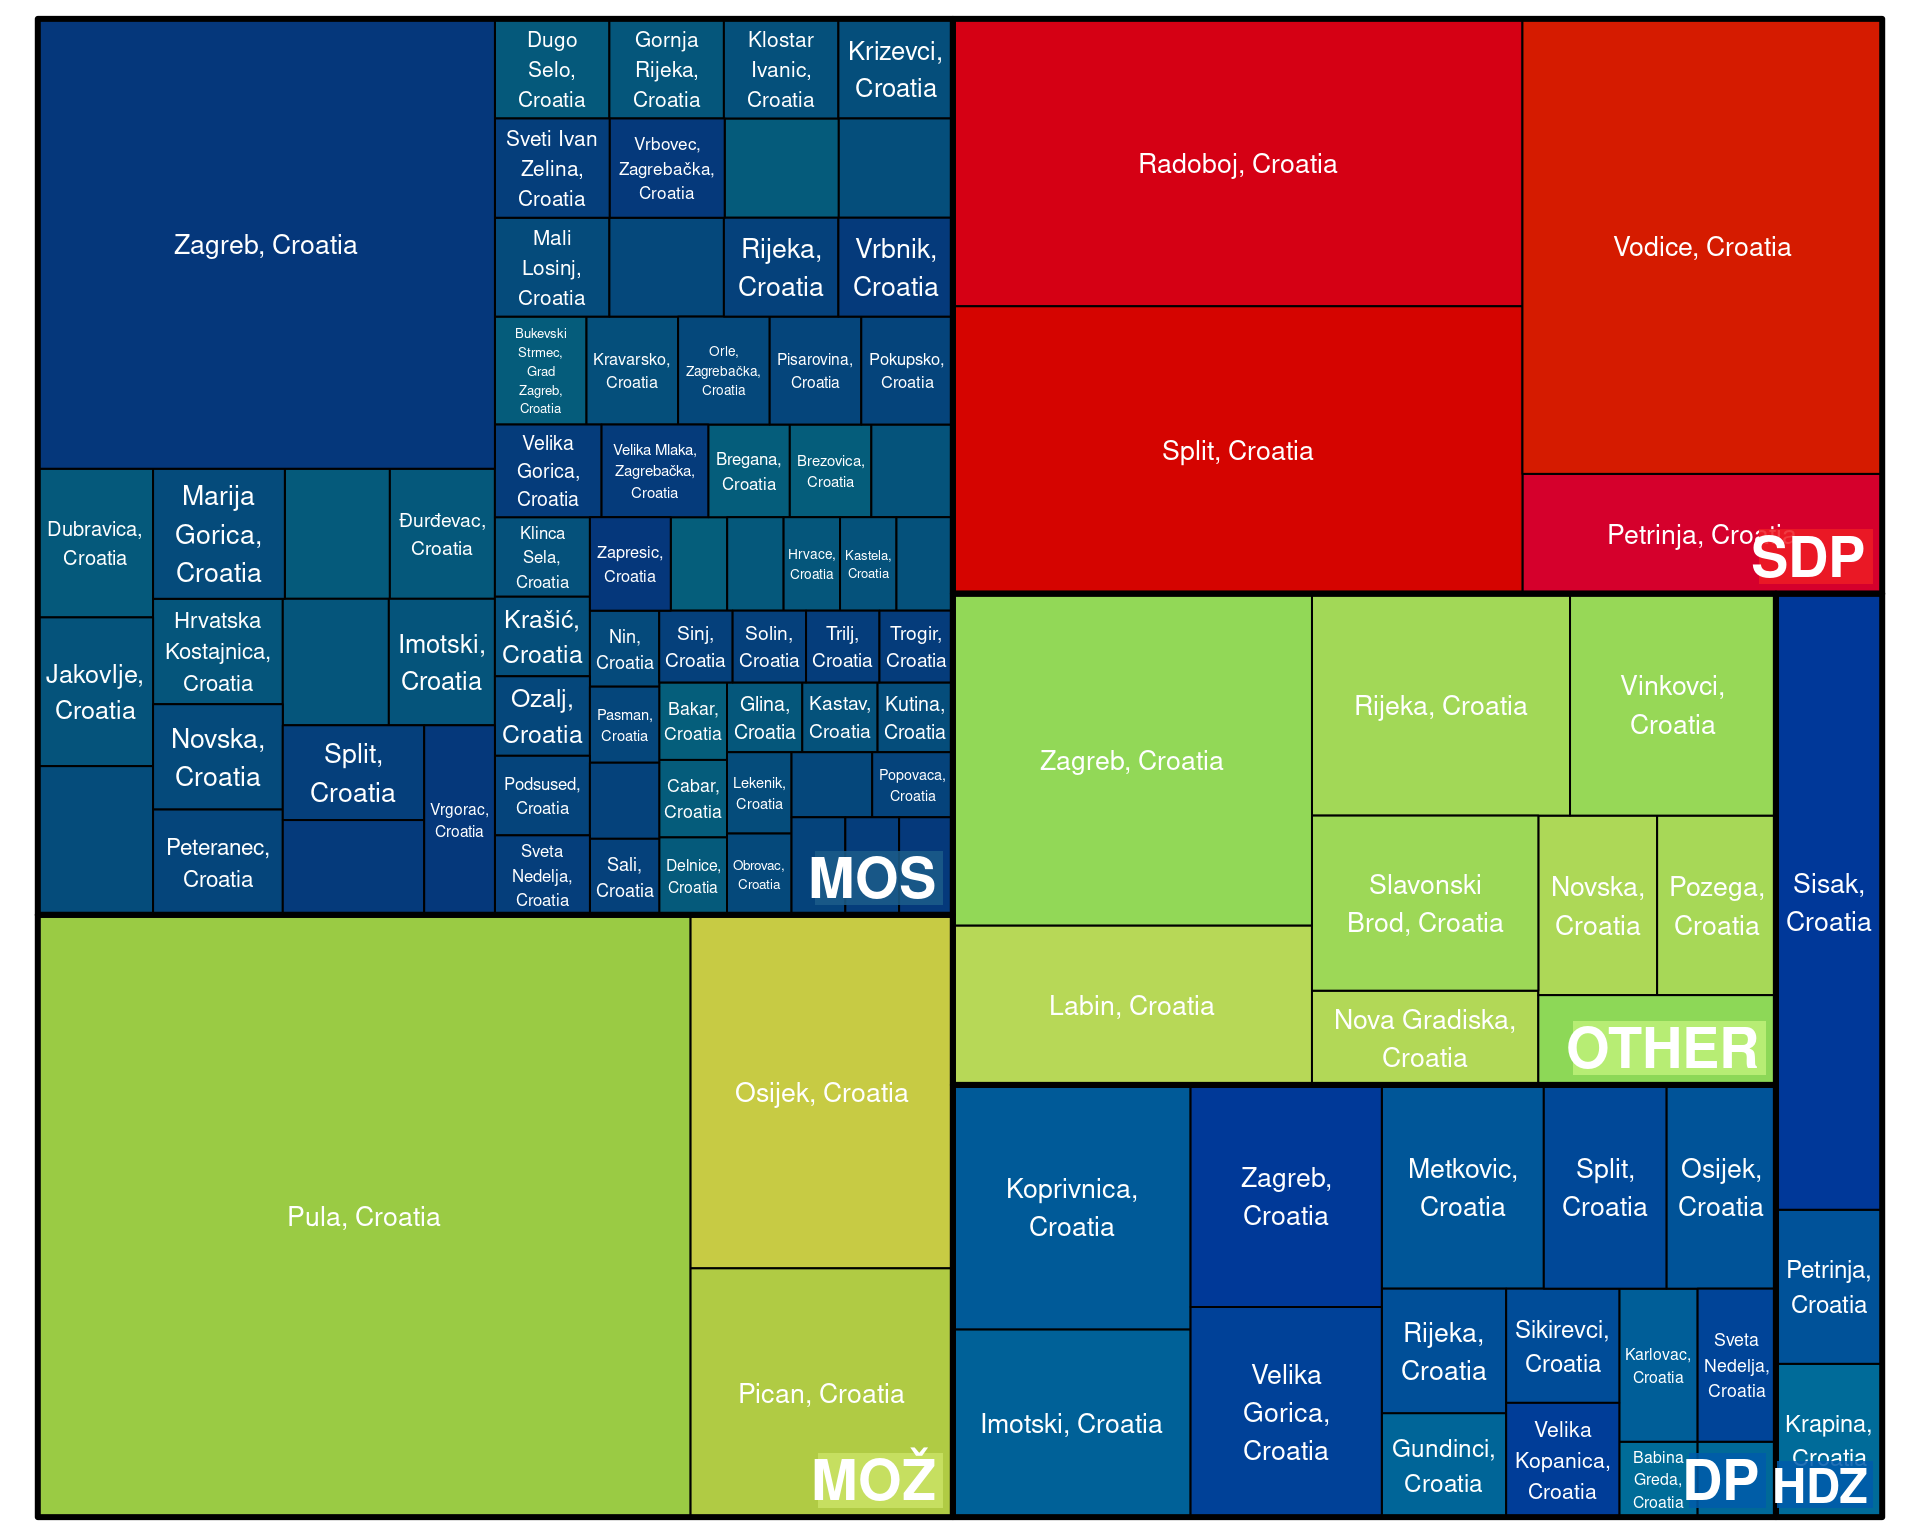 Zagreb, Croatia
Dugo
Selo,
Croatia
Gornja
Rijeka,
Croatia
Klostar
Ivanic,
Croatia
Krizevci,
Croatia
Sveti Ivan
Zelina,
Croatia
Vrbovec,
Zagrebačka,
Croatia
Mali
Losinj,
Croatia
Rijeka,
Croatia
Vrbnik,
Croatia
Bukevski
Strmec,
Grad
Zagreb,
Croatia
Kravarsko,
Croatia
Orle,
Zagrebačka,
Croatia
Pisarovina,
Croatia
Pokupsko,
Croatia
Velika
Gorica,
Croatia
Velika Mlaka,
Zagrebačka,
Croatia
Bregana,
Croatia
Brezovica,
Croatia
Dubravica,
Croatia
Marija
Gorica,
Croatia
Đurđevac,
Croatia
Klinca
Sela,
Croatia
Zapresic,
Croatia
Hrvace,
Croatia
Kastela,
Croatia
Jakovlje,
Croatia
Hrvatska
Kostajnica,
Croatia
Imotski,
Croatia
Krašić,
Croatia
Nin,
Croatia
Sinj,
Croatia
Solin,
Croatia
Trilj,
Croatia
Trogir,
Croatia
Novska,
Croatia
Split,
Croatia
Vrgorac,
Croatia
Ozalj,
Croatia
Pasman,
Croatia
Bakar,
Croatia
Glina,
Croatia
Kastav,
Croatia
Kutina,
Croatia
Peteranec,
Croatia
Podsused,
Croatia
Cabar,
Croatia
Lekenik,
Croatia
Popovaca,
Croatia
Sveta
Nedelja,
Croatia
Sali,
Croatia
Delnice,
Croatia
Obrovac,
Croatia
MOS
Radoboj, Croatia
Vodice, Croatia
Split, Croatia
Petrinja, Croatia
SDP
Pula, Croatia
Osijek, Croatia
Pican, Croatia
MOŽ
Zagreb, Croatia
Rijeka, Croatia
Vinkovci,
Croatia
Slavonski
Brod, Croatia
Novska,
Croatia
Pozega,
Croatia
Labin, Croatia
Nova Gradiska,
Croatia
OTHER
Koprivnica,
Croatia
Zagreb,
Croatia
Metkovic,
Croatia
Split,
Croatia
Osijek,
Croatia
Imotski, Croatia
Velika
Gorica,
Croatia
Rijeka,
Croatia
Sikirevci,
Croatia
Karlovac,
Croatia
Sveta
Nedelja,
Croatia
Gundinci,
Croatia
Velika
Kopanica,
Croatia
Babina
Greda,
Croatia
DP
Sisak,
Croatia
Petrinja,
Croatia
Krapina,
Croatia
HDZ